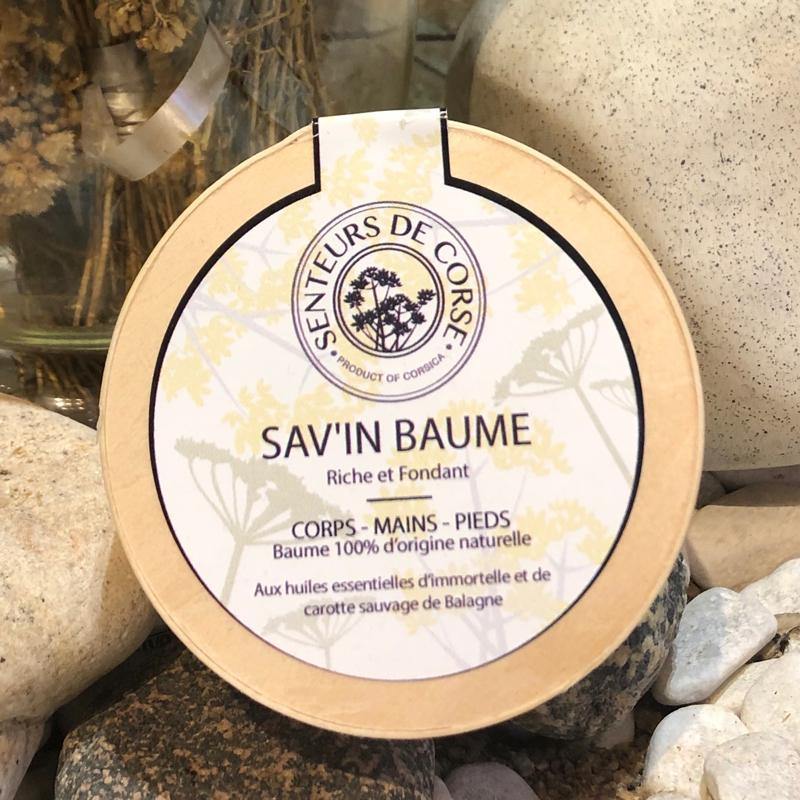 SENTEURS DE CORSE
• PRODUCT OF CORSICA •
SAV'IN BAUME
Riche et Fondant
CORPS - MAINS - PIEDS
Baume 100% d'origine naturelle
Aux huiles essentielles d'immortelle et de
carotte sauvage de Balagne